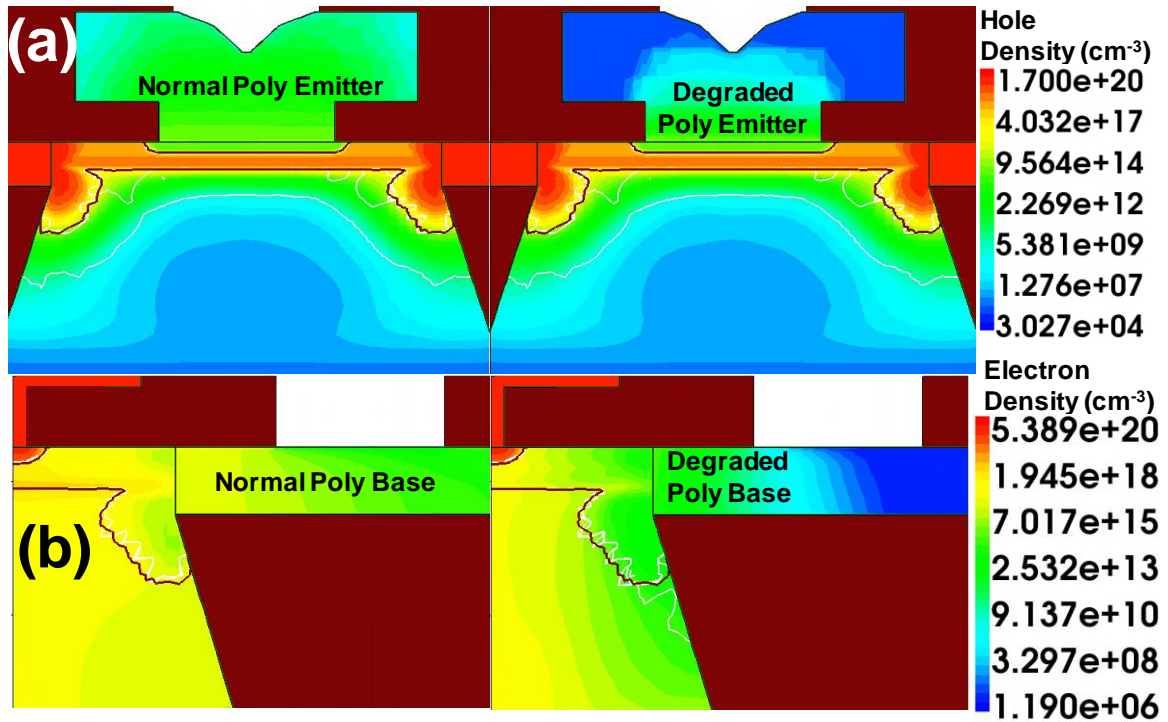 (a)
Normal Poly Emitter
Degraded
Poly Emitter
Hole
Density (cm-3)
1.700e+20
4.032e+17
9.564e+14
2.269e+12
5.381e+09
1.276e+07
3.027e+04
(b)
Normal Poly Base
Degraded
Poly Base
Electron
Density (cm-3)
5.389e+20
1.945e+18
7.017e+15
2.532e+13
9.137e+10
3.297e+08
1.190e+06